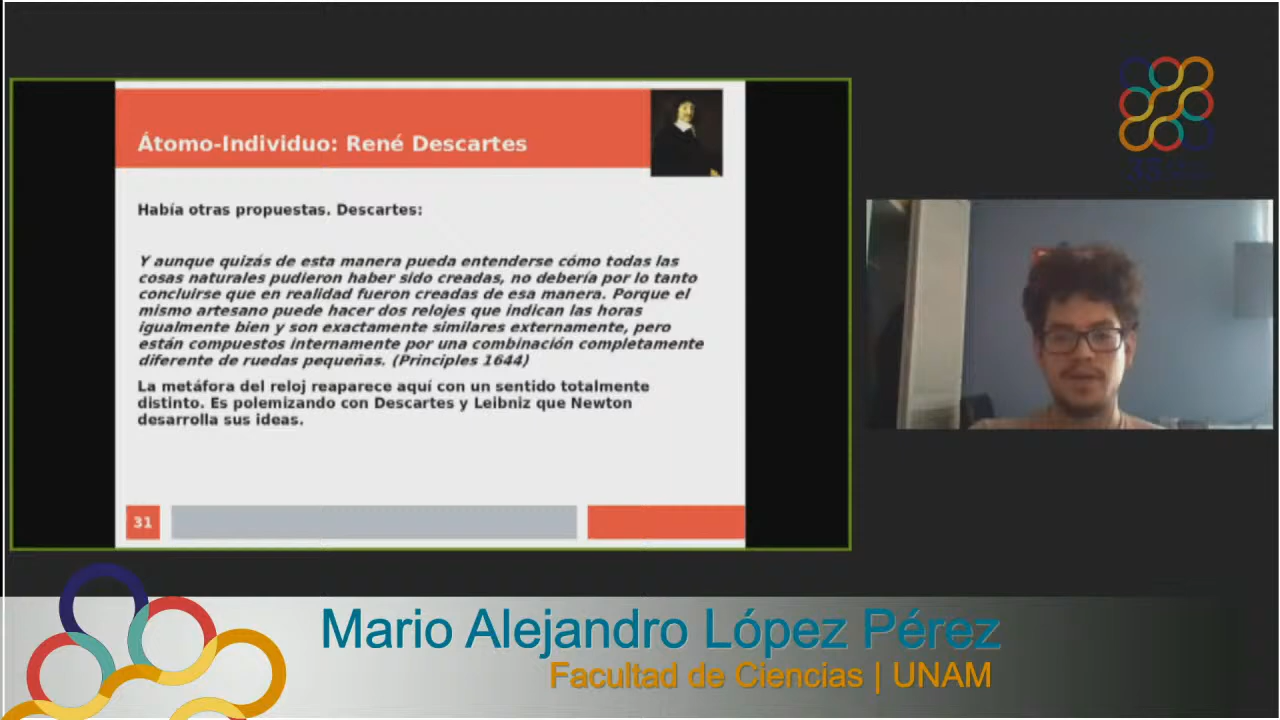 Átomo-Individuo: René Descartes
Había otras propuestas. Descartes:
Y aunque quizás de esta manera pueda entenderse cómo todas las
cosas naturales pudieron haber sido creadas, no debería por lo tanto
concluirse que en realidad fueron creadas de esa manera. Porque el
mismo artesano puede hacer dos relojes que indican las horas
igualmente bien y son exactamente similares externamente, pero
están compuestos internamente por una combinación completamente
diferente de ruedas pequeñas. (Principles 1644)
La metáfora del reloj reaparece aquí con un sentido totalmente
distinto. Es polemizando con Descartes y Leibniz que Newton
desarrolla sus ideas.
31
Mario Alejandro López Pérez
Facultad de Ciencias | UNAM